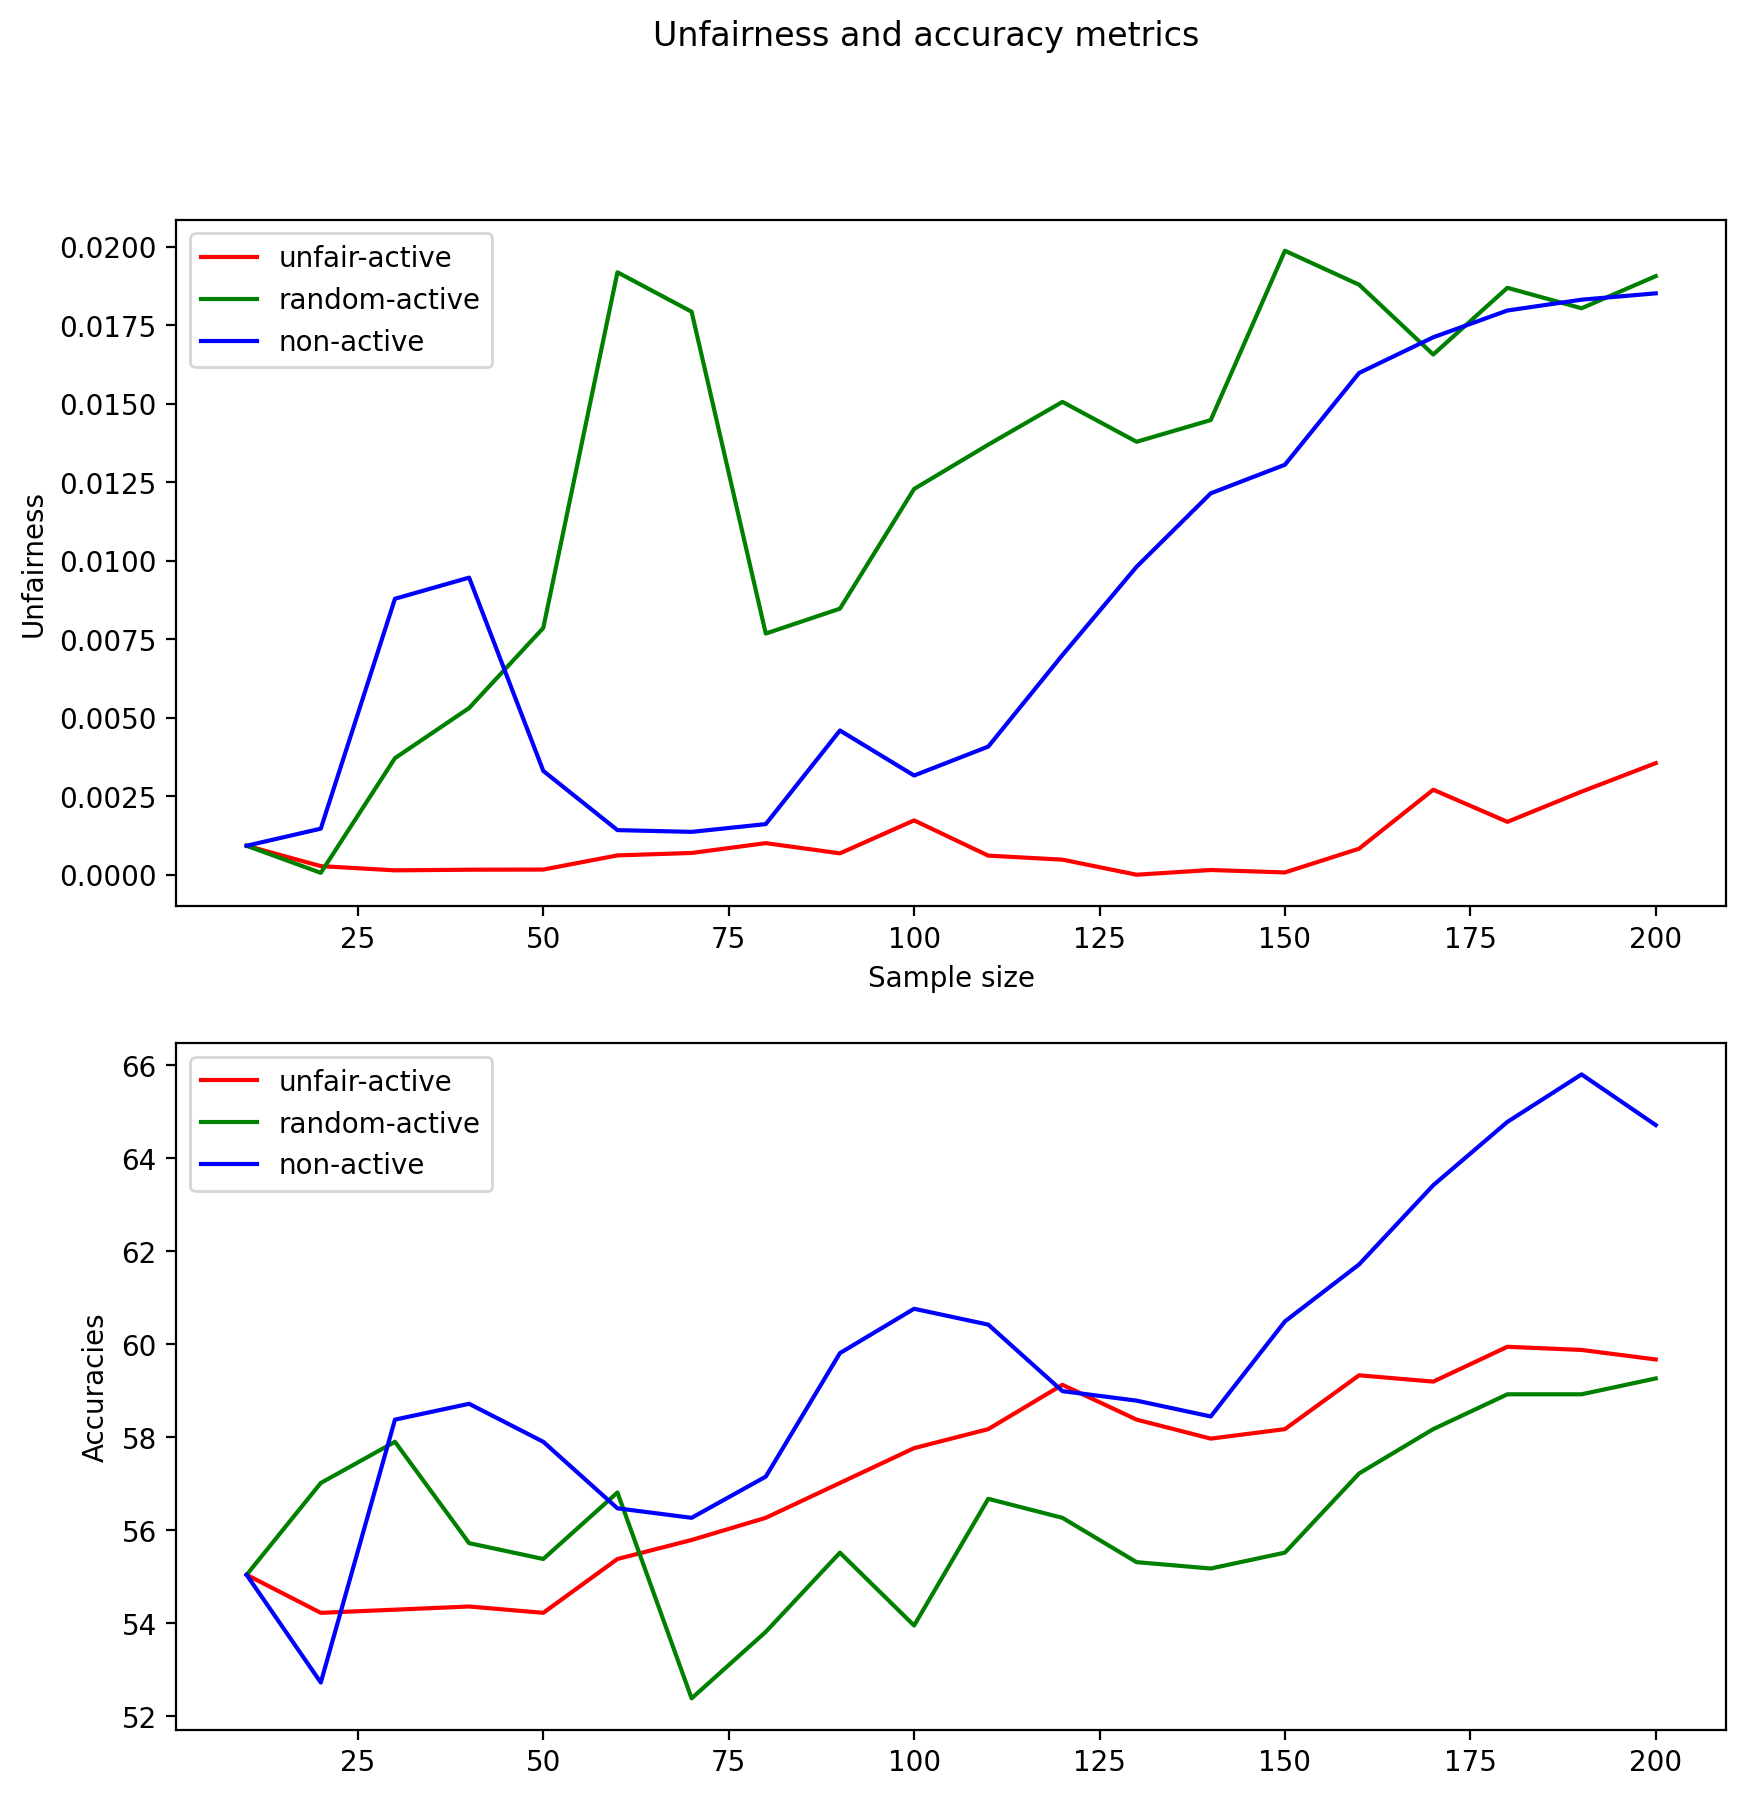 Unfairness and accuracy metrics
unfair-active
random-active
non-active
0.0200
0.0175
0.0150
0.0125
0.0100
0.0075
0.0050
0.0025
0.0000
Unfairness
25 50 75 100 125 150 175 200
Sample size
unfair-active
random-active
non-active
66
64
62
60
58
56
54
52
Accuracies
25 50 75 100 125 150 175 200